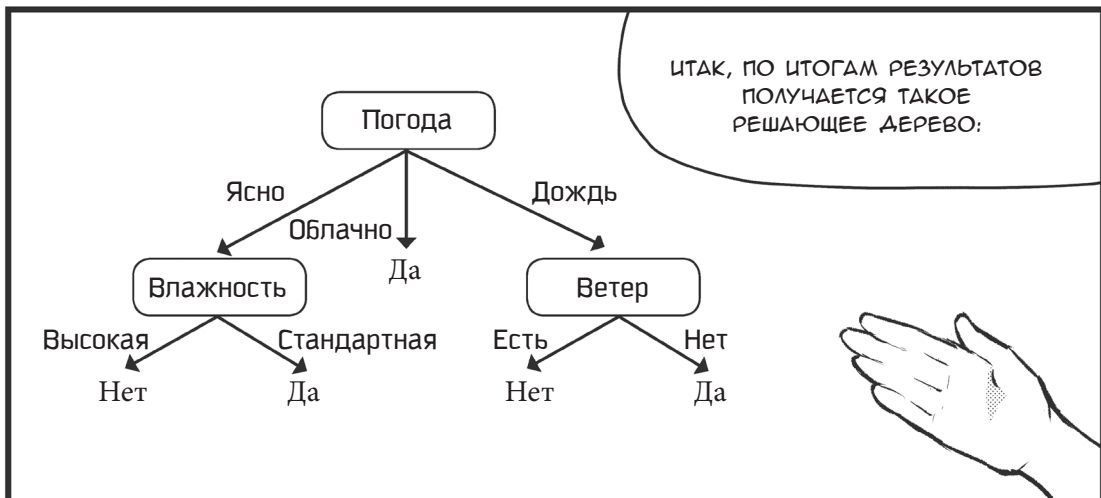 ИТАК, ПО ИТОГАМ РЕЗУЛЬТАТОВ
ПОЛУЧАЕТСЯ ТАКОЕ
РЕШАЮЩЕЕ ДЕРЕВО:
Погода
Ясно
Облачно
Дождь
Да
Влажность
Ветер
Высокая
Стандартная
Есть
Нет
Нет
Да
Нет
Да